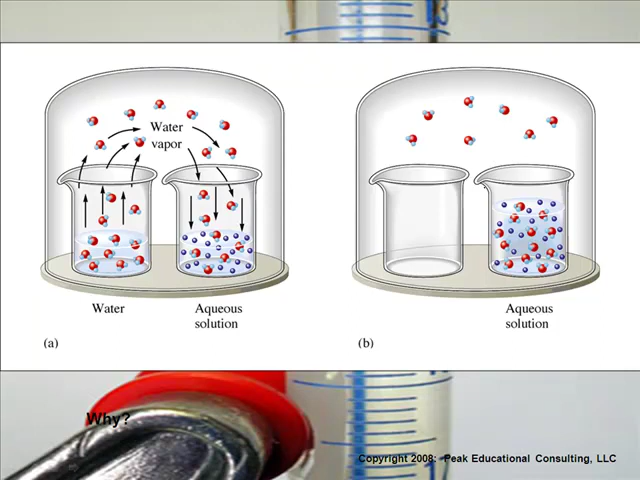 Water
vapor
Water
Aqueous
solution
(a)
Aqueous
solution
(b)
Why?
Copyright 2008: Peak Educational Consulting, LLC